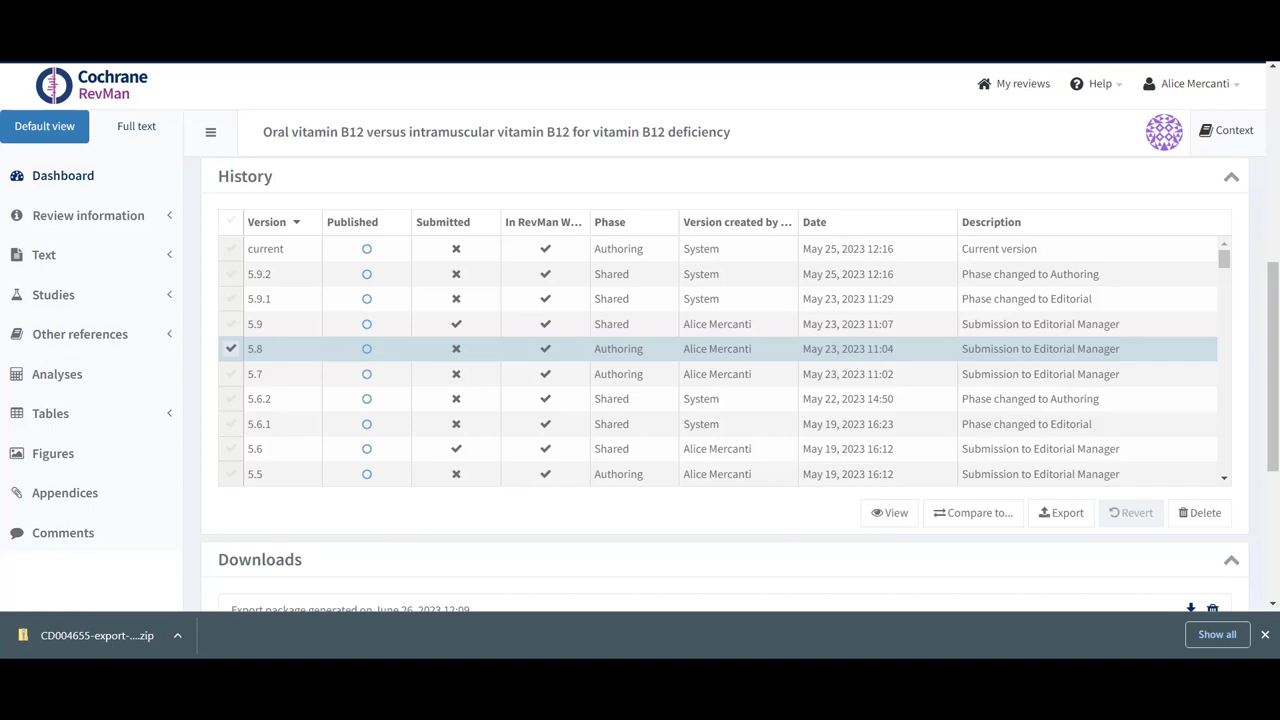 Cochrane
RevMan
My reviews
Help
Alice Mercanti
Default view
Full text
Oral vitamin B12 versus intramuscular vitamin B12 for vitamin B12 deficiency
Context
Dashboard
Review information
Text
Studies
Other references
Analyses
Tables
Figures
Appendices
Comments
History
Version Published Submitted In RevMan W... Phase Version created by ... Date Description
current Authoring System May 25, 2023 12:16 Current version
5.9.2 Shared System May 25, 2023 12:16 Phase changed to Authoring
5.9.1 Shared System May 23, 2023 11:29 Phase changed to Editorial
5.9 Shared Alice Mercanti May 23, 2023 11:07 Submission to Editorial Manager
5.8 Authoring Alice Mercanti May 23, 2023 11:04 Submission to Editorial Manager
5.7 Authoring Alice Mercanti May 23, 2023 11:02 Submission to Editorial Manager
5.6.2 Shared System May 22, 2023 14:50 Phase changed to Authoring
5.6.1 Shared System May 19, 2023 16:23 Phase changed to Editorial
5.6 Shared Alice Mercanti May 19, 2023 16:12 Submission to Editorial Manager
5.5 Authoring Alice Mercanti May 19, 2023 16:12 Submission to Editorial Manager
View Compare to... Export Revert Delete
Downloads
Export package generated on June 26, 2023 12:09
CD004655-export-....zip
Show all